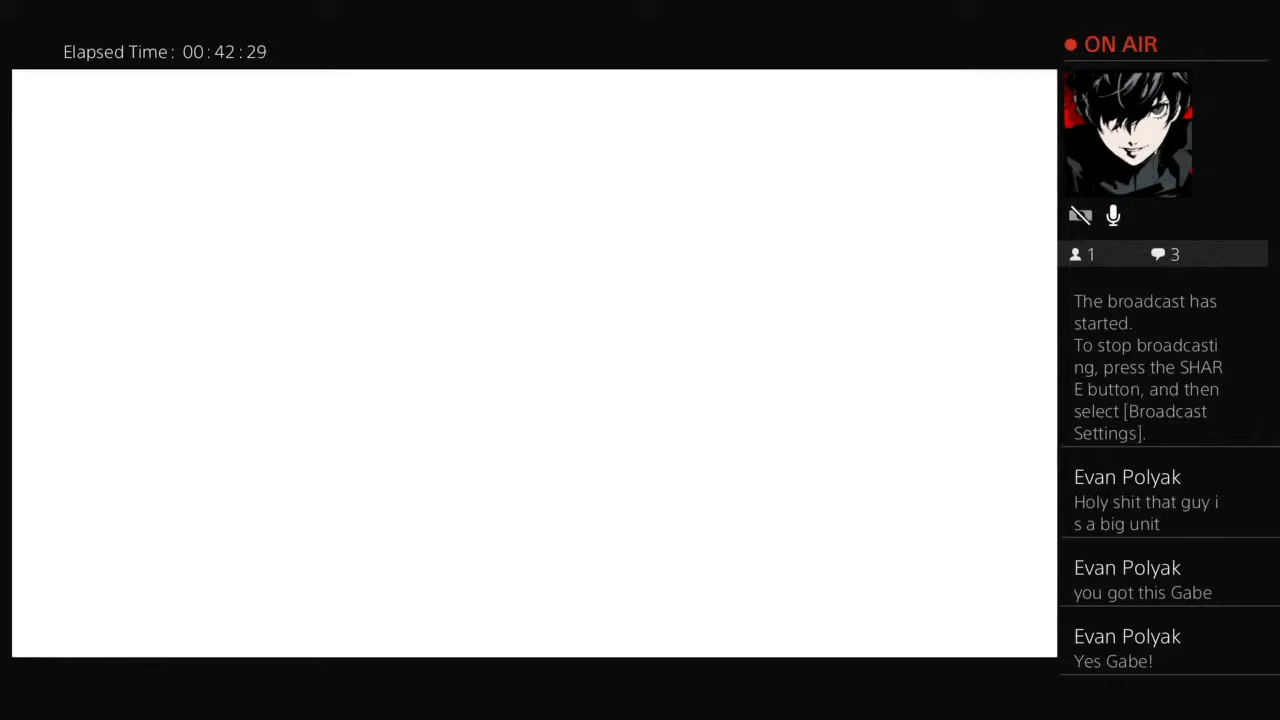 Elapsed Time: 00:42:29
ON AIR
1 3
The broadcast has
started.
To stop broadcasti
ng, press the SHAR
E button, and then
select [Broadcast
Settings].
Evan Polyak
Holy shit that guy i
s a big unit
Evan Polyak
you got this Gabe
Evan Polyak
Yes Gabe!